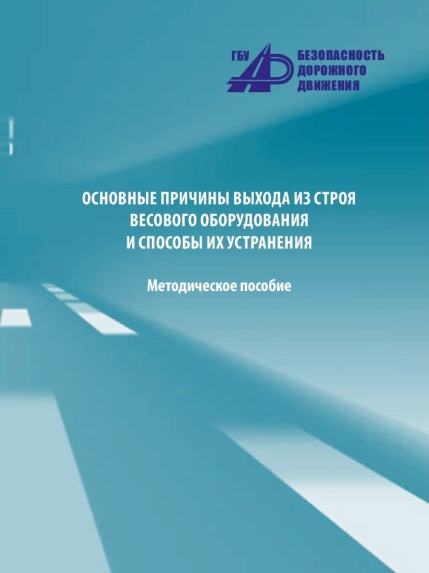 ГБУ
БЕЗОПАСНОСТЬ
ДОРОЖНОГО
ДВИЖЕНИЯ
ОСНОВНЫЕ ПРИЧИНЫ ВЫХОДА ИЗ СТРОЯ
ВЕСОВОГО ОБОРУДОВАНИЯ
И СПОСОБЫ ИХ УСТРАНЕНИЯ
Методическое пособие